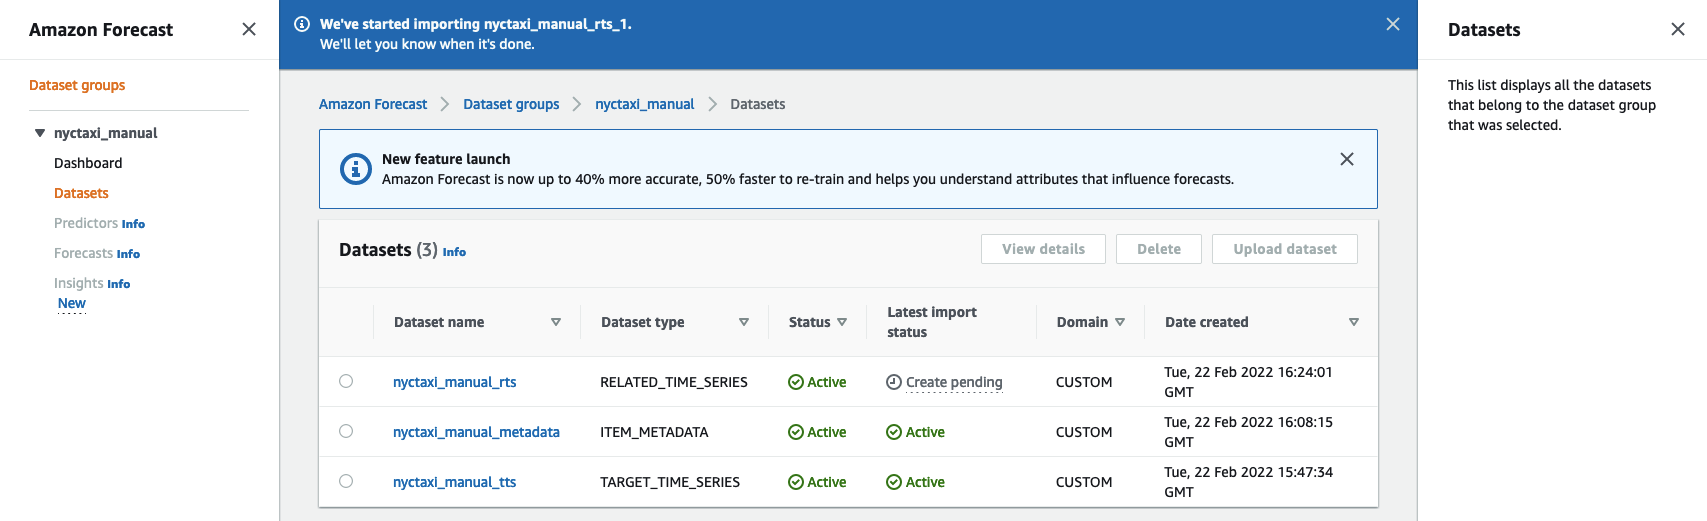 Amazon Forecast
Dataset groups
nyctaxi_manual
Dashboard
Datasets
Predictors Info
Forecasts Info
Insights Info
New
We've started importing nyctaxi_manual_rts_1.
We'll let you know when it's done.
Amazon Forecast Dataset groups nyctaxi_manual Datasets
New feature launch
Amazon Forecast is now up to 40% more accurate, 50% faster to re-train and helps you understand attributes that influence forecasts.
Datasets (3) Info View details Delete Upload dataset
Dataset name Dataset type Status Latest import status Domain Date created
nyctaxi_manual_rts RELATED_TIME_SERIES Active Create pending CUSTOM Tue, 22 Feb 2022 16:24:01 GMT
nyctaxi_manual_metadata ITEM_METADATA Active Active CUSTOM Tue, 22 Feb 2022 16:08:15 GMT
nyctaxi_manual_tts TARGET_TIME_SERIES Active Active CUSTOM Tue, 22 Feb 2022 15:47:34 GMT
Datasets
This list displays all the datasets
that belong to the dataset group
that was selected.